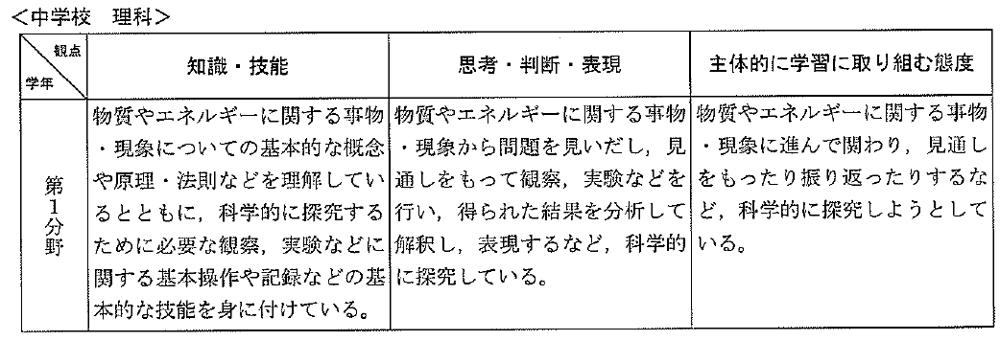 ＜中学校　理科＞
観点
学年
知識・技能
思考・判断・表現
主体的に学習に取り組む態度
第１分野
物質やエネルギーに関する事物
・現象についての基本的な概念
や原理・法則などを理解してい
るとともに，科学的に探究する
ために必要な観察，実験などに
関する基本操作や記録などの基
本的な技能を身に付けている。
物質やエネルギーに関する事物
・現象から問題を見いだし，見
通しをもって観察，実験などを
行い，得られた結果を分析して
解釈し，表現するなど，科学的
に探究している。
物質やエネルギーに関する事物
・現象に進んで関わり，見通し
をもったり振り返ったりするな
ど，科学的に探究しようとして
いる。